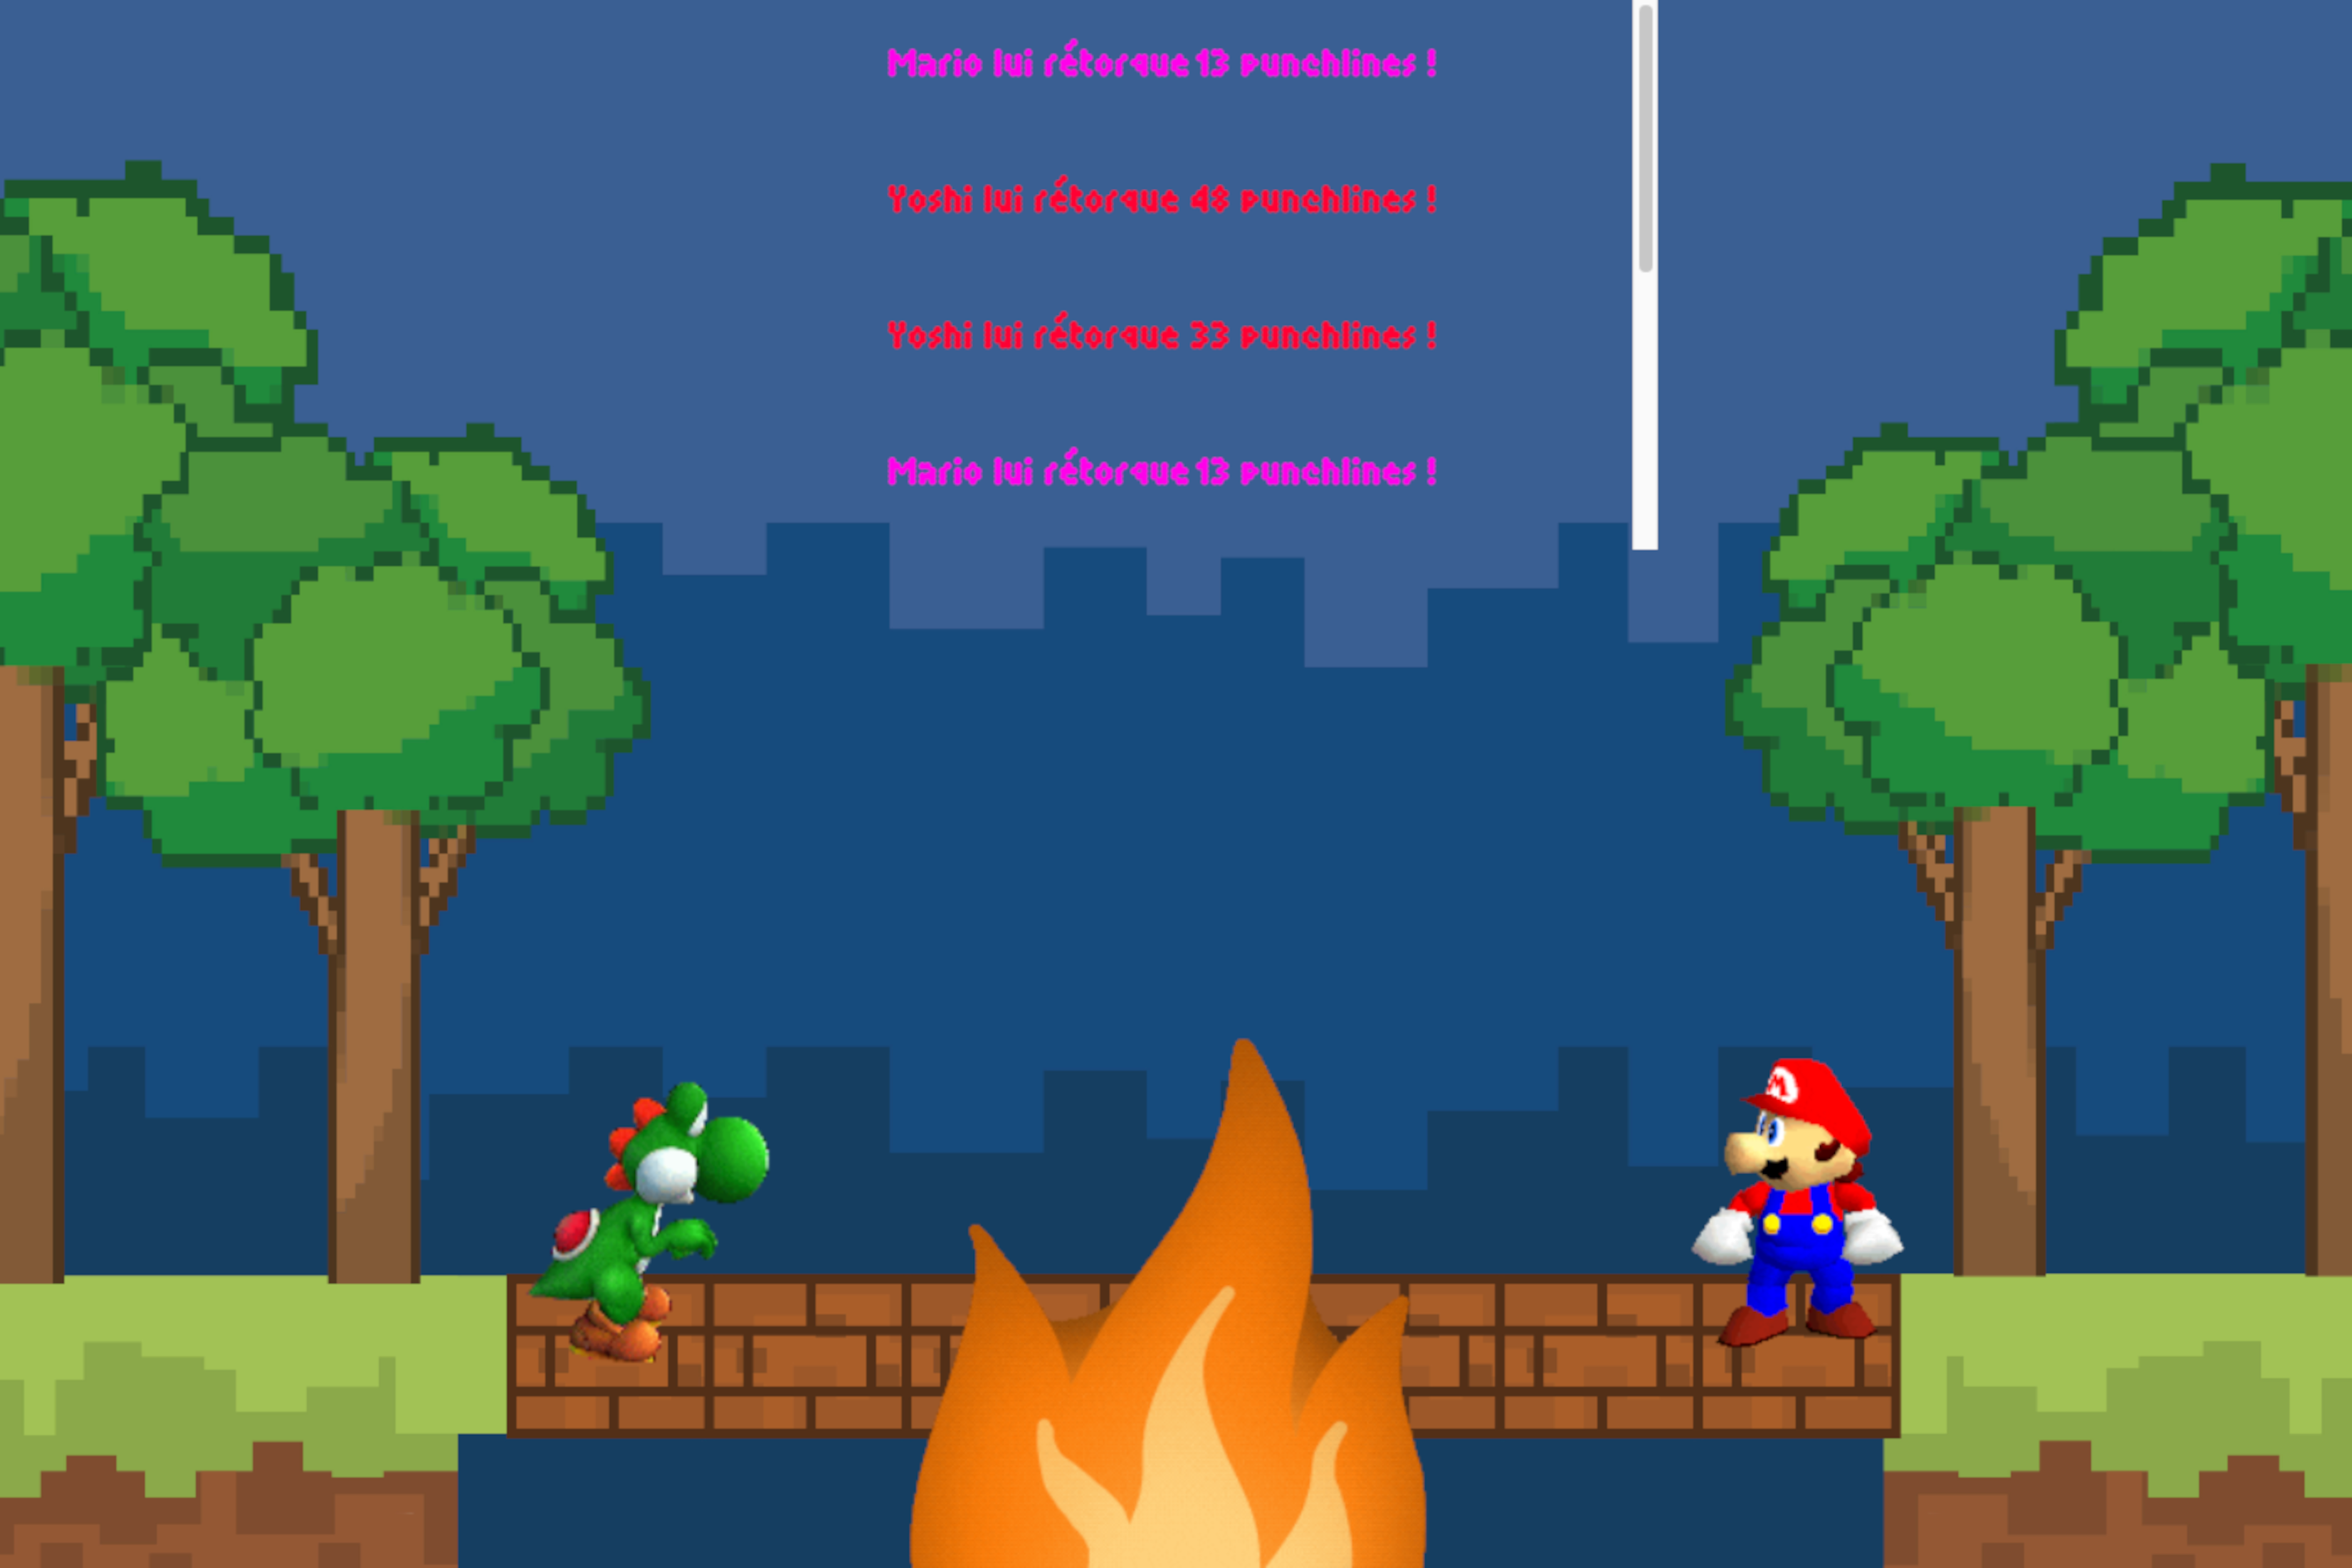 Mario lui rétorque 13 punchlines !
Yoshi lui rétorque 48 punchlines !
Yoshi lui rétorque 33 punchlines !
Mario lui rétorque 13 punchlines !
M